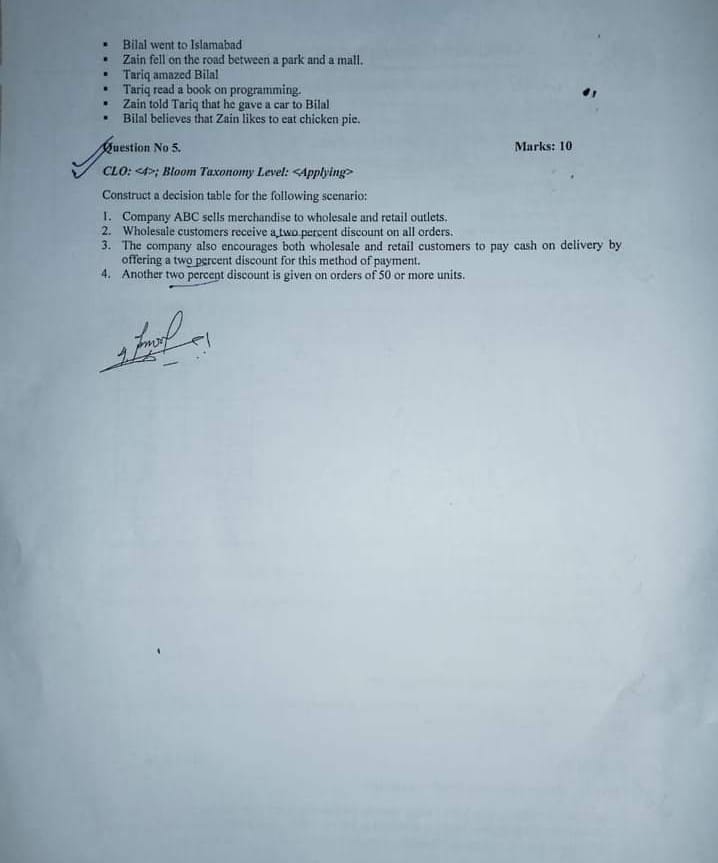 ▪ Bilal went to Islamabad
▪ Zain fell on the road between a park and a mall.
▪ Tariq amazed Bilal
▪ Tariq read a book on programming.
▪ Zain told Tariq that he gave a car to Bilal
▪ Bilal believes that Zain likes to eat chicken pie.
Question No 5. Marks: 10
CLO: <4>; Bloom Taxonomy Level: <Applying>
Construct a decision table for the following scenario:
1. Company ABC sells merchandise to wholesale and retail outlets.
2. Wholesale customers receive a two percent discount on all orders.
3. The company also encourages both wholesale and retail customers to pay cash on delivery by
offering a two percent discount for this method of payment.
4. Another two percent discount is given on orders of 50 or more units.